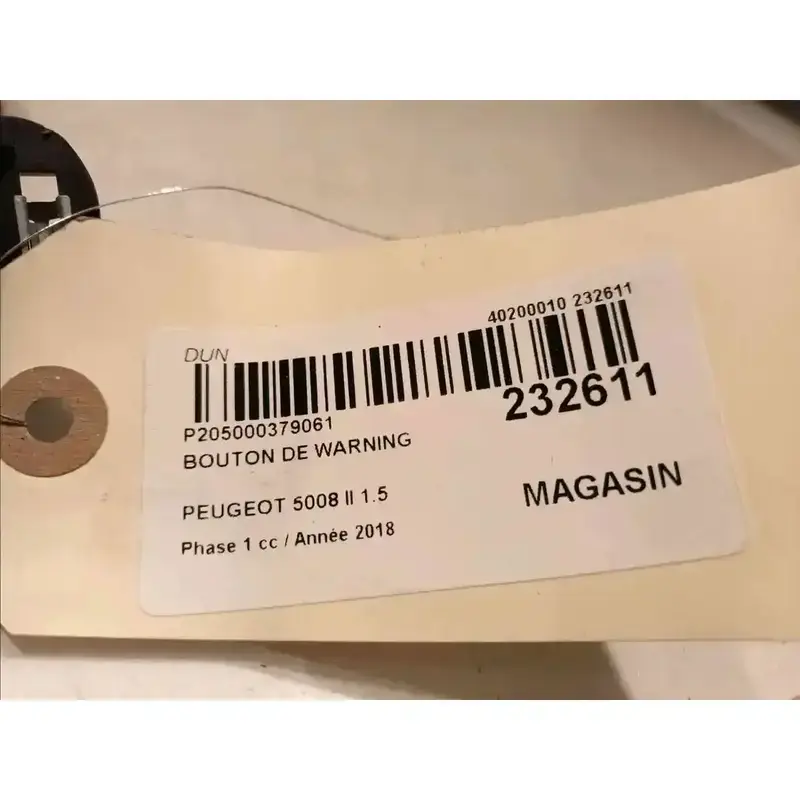 40200010 232611
DUN
232611
P205000379061
BOUTON DE WARNING
PEUGEOT 5008 II 1.5
MAGASIN
Phase 1 cc / Année 2018